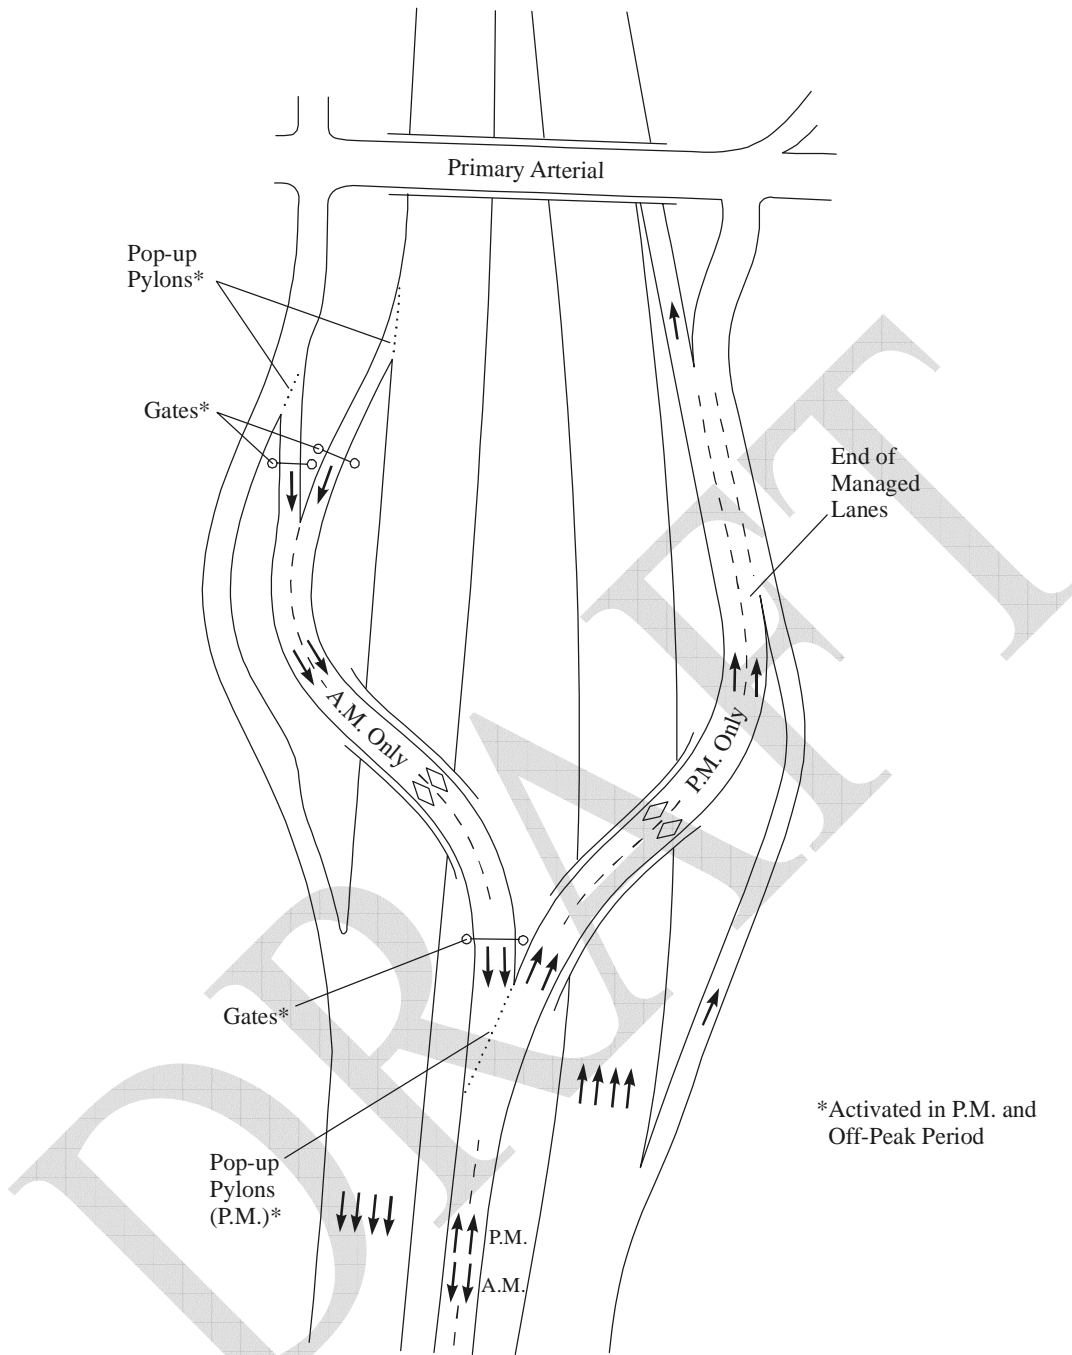 Primary Arterial
Pop-up
Pylons*
Gates*
End of
Managed
Lanes
A.M. Only
P.M. Only
Gates*
*Activated in P.M. and
Off-Peak Period
Pop-up
Pylons
(P.M.)*
P.M.
A.M.
DRAFT